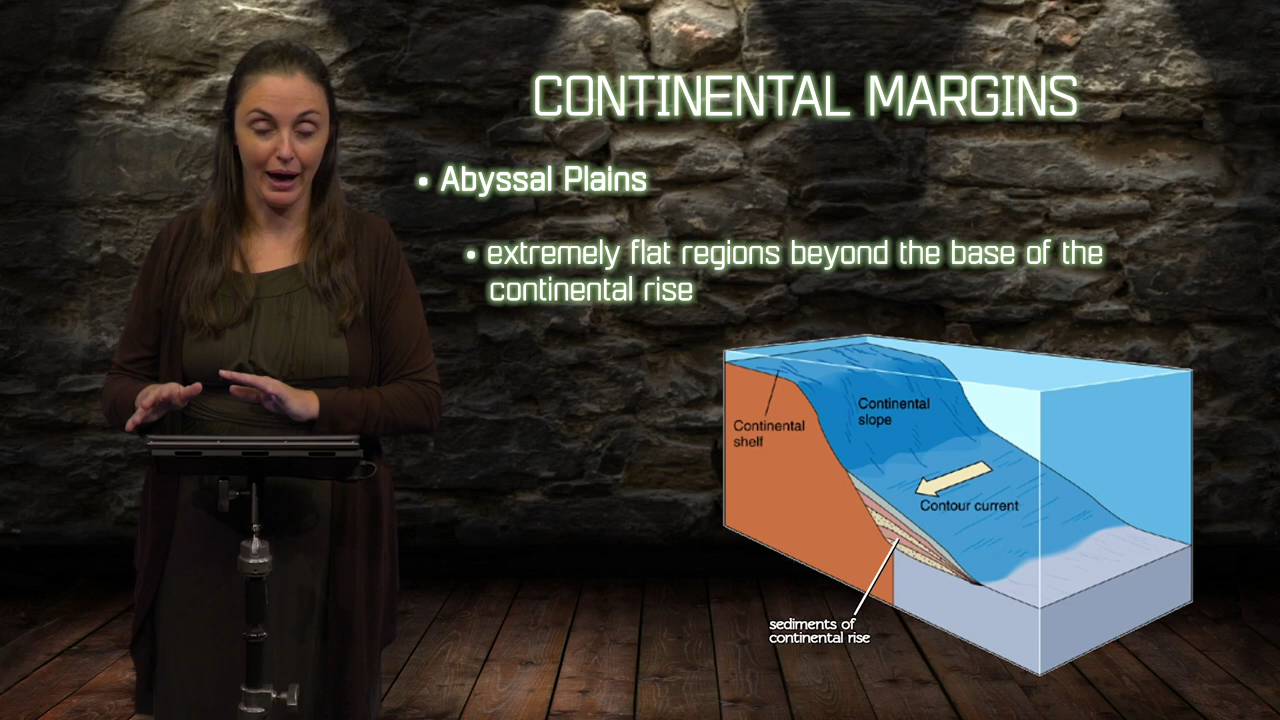 CONTINENTAL MARGINS
• Abyssal Plains
• extremely flat regions beyond the base of the
continental rise
Continental
shelf
Continental
slope
Contour current
sediments of
continental rise